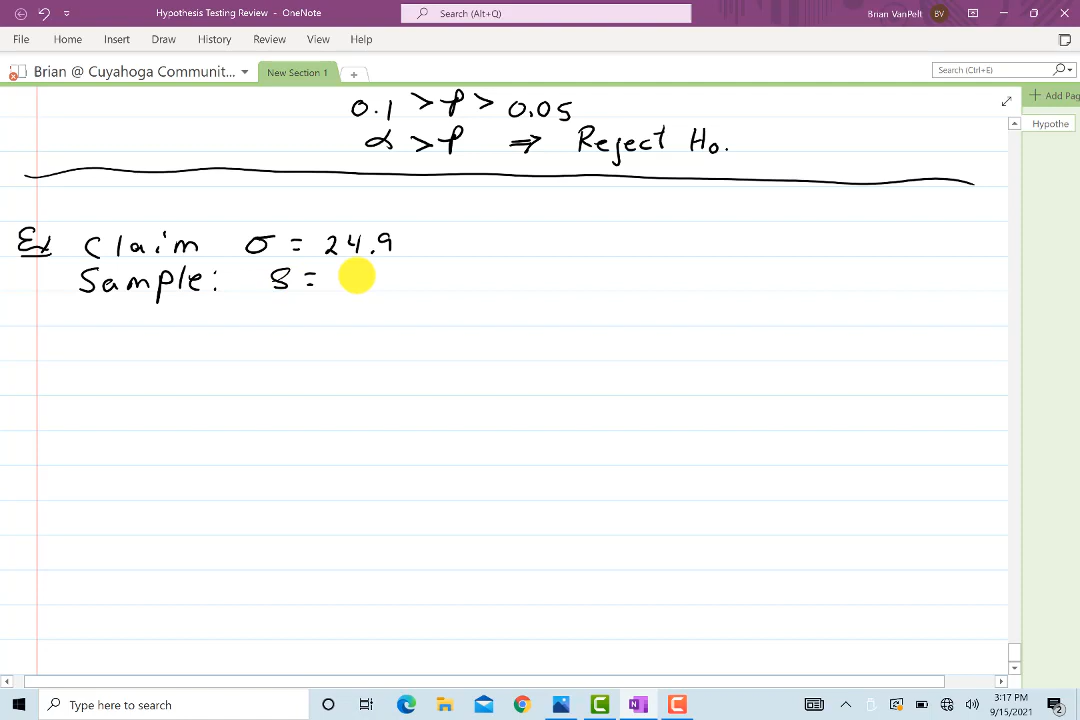 Hypothesis Testing Review - OneNote
Search (Alt+Q)
Brian VanPelt
BV
File Home Insert Draw History Review View Help
Brian @ Cuyahoga Communit...
New Section 1
Search (Ctrl+E)
Add Pag
Hypothe
0.1 > P > 0.05
α > P ⇒ Reject H₀.
Ex Claim σ = 24.9
Sample: s =
Type here to search
3:17 PM
9/15/2021
2